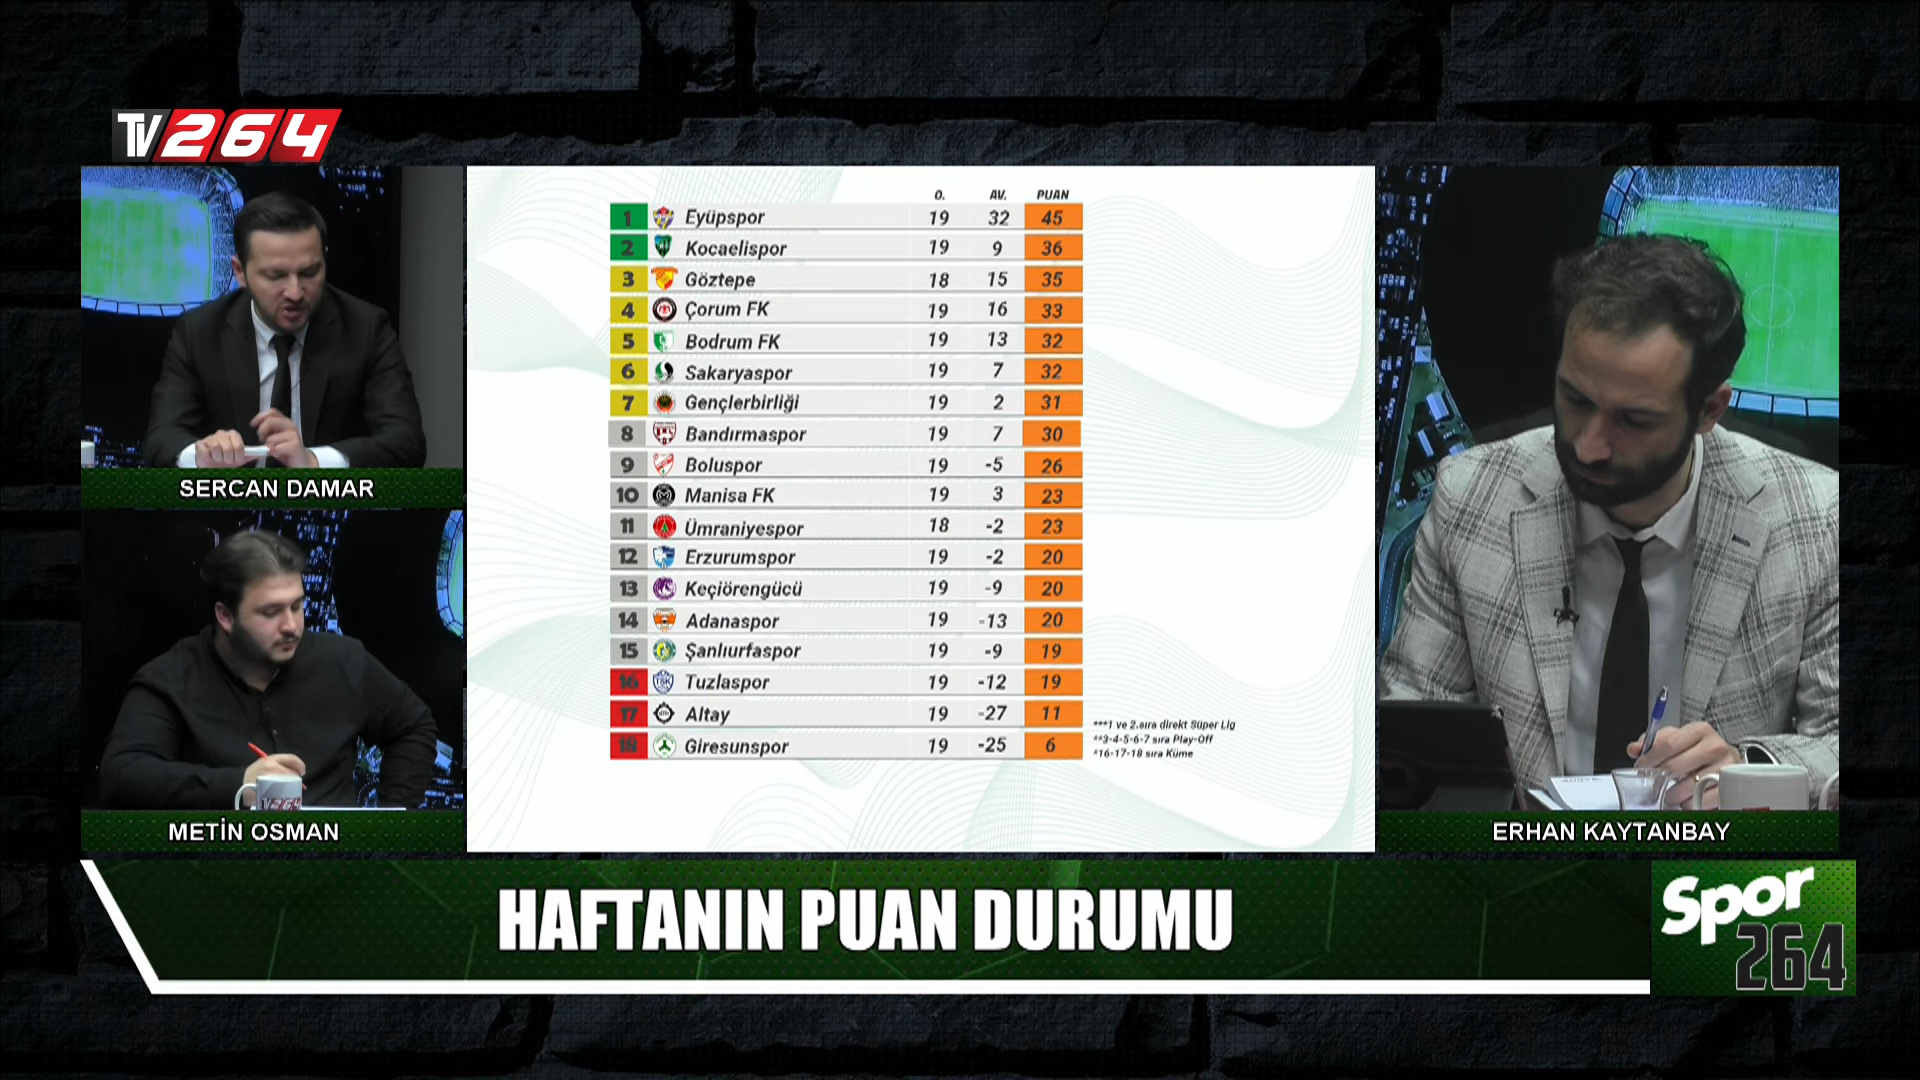 TV264
O. AV. PUAN
1 Eyüpspor 19 32 45
2 Kocaelispor 19 9 36
3 Göztepe 18 15 35
4 Çorum FK 19 16 33
5 Bodrum FK 19 13 32
6 Sakaryaspor 19 7 32
7 Gençlerbirliği 19 2 31
8 Bandırmaspor 19 7 30
9 Boluspor 19 -5 26
10 Manisa FK 19 3 23
11 Ümraniyespor 18 -2 23
12 Erzurumspor 19 -2 20
13 Keçiörengücü 19 -9 20
14 Adanaspor 19 -13 20
15 Şanlıurfaspor 19 -9 19
16 Tuzlaspor 19 -12 19
17 Altay 19 -27 11
18 Giresunspor 19 -25 6
***1 ve 2.sıra direkt Süper Lig
**3-4-5-6-7 sıra Play-Off
*16-17-18 sıra Küme
SERCAN DAMAR
METİN OSMAN
TV264
ERHAN KAYTANBAY
HAFTANIN PUAN DURUMU
Spor
264